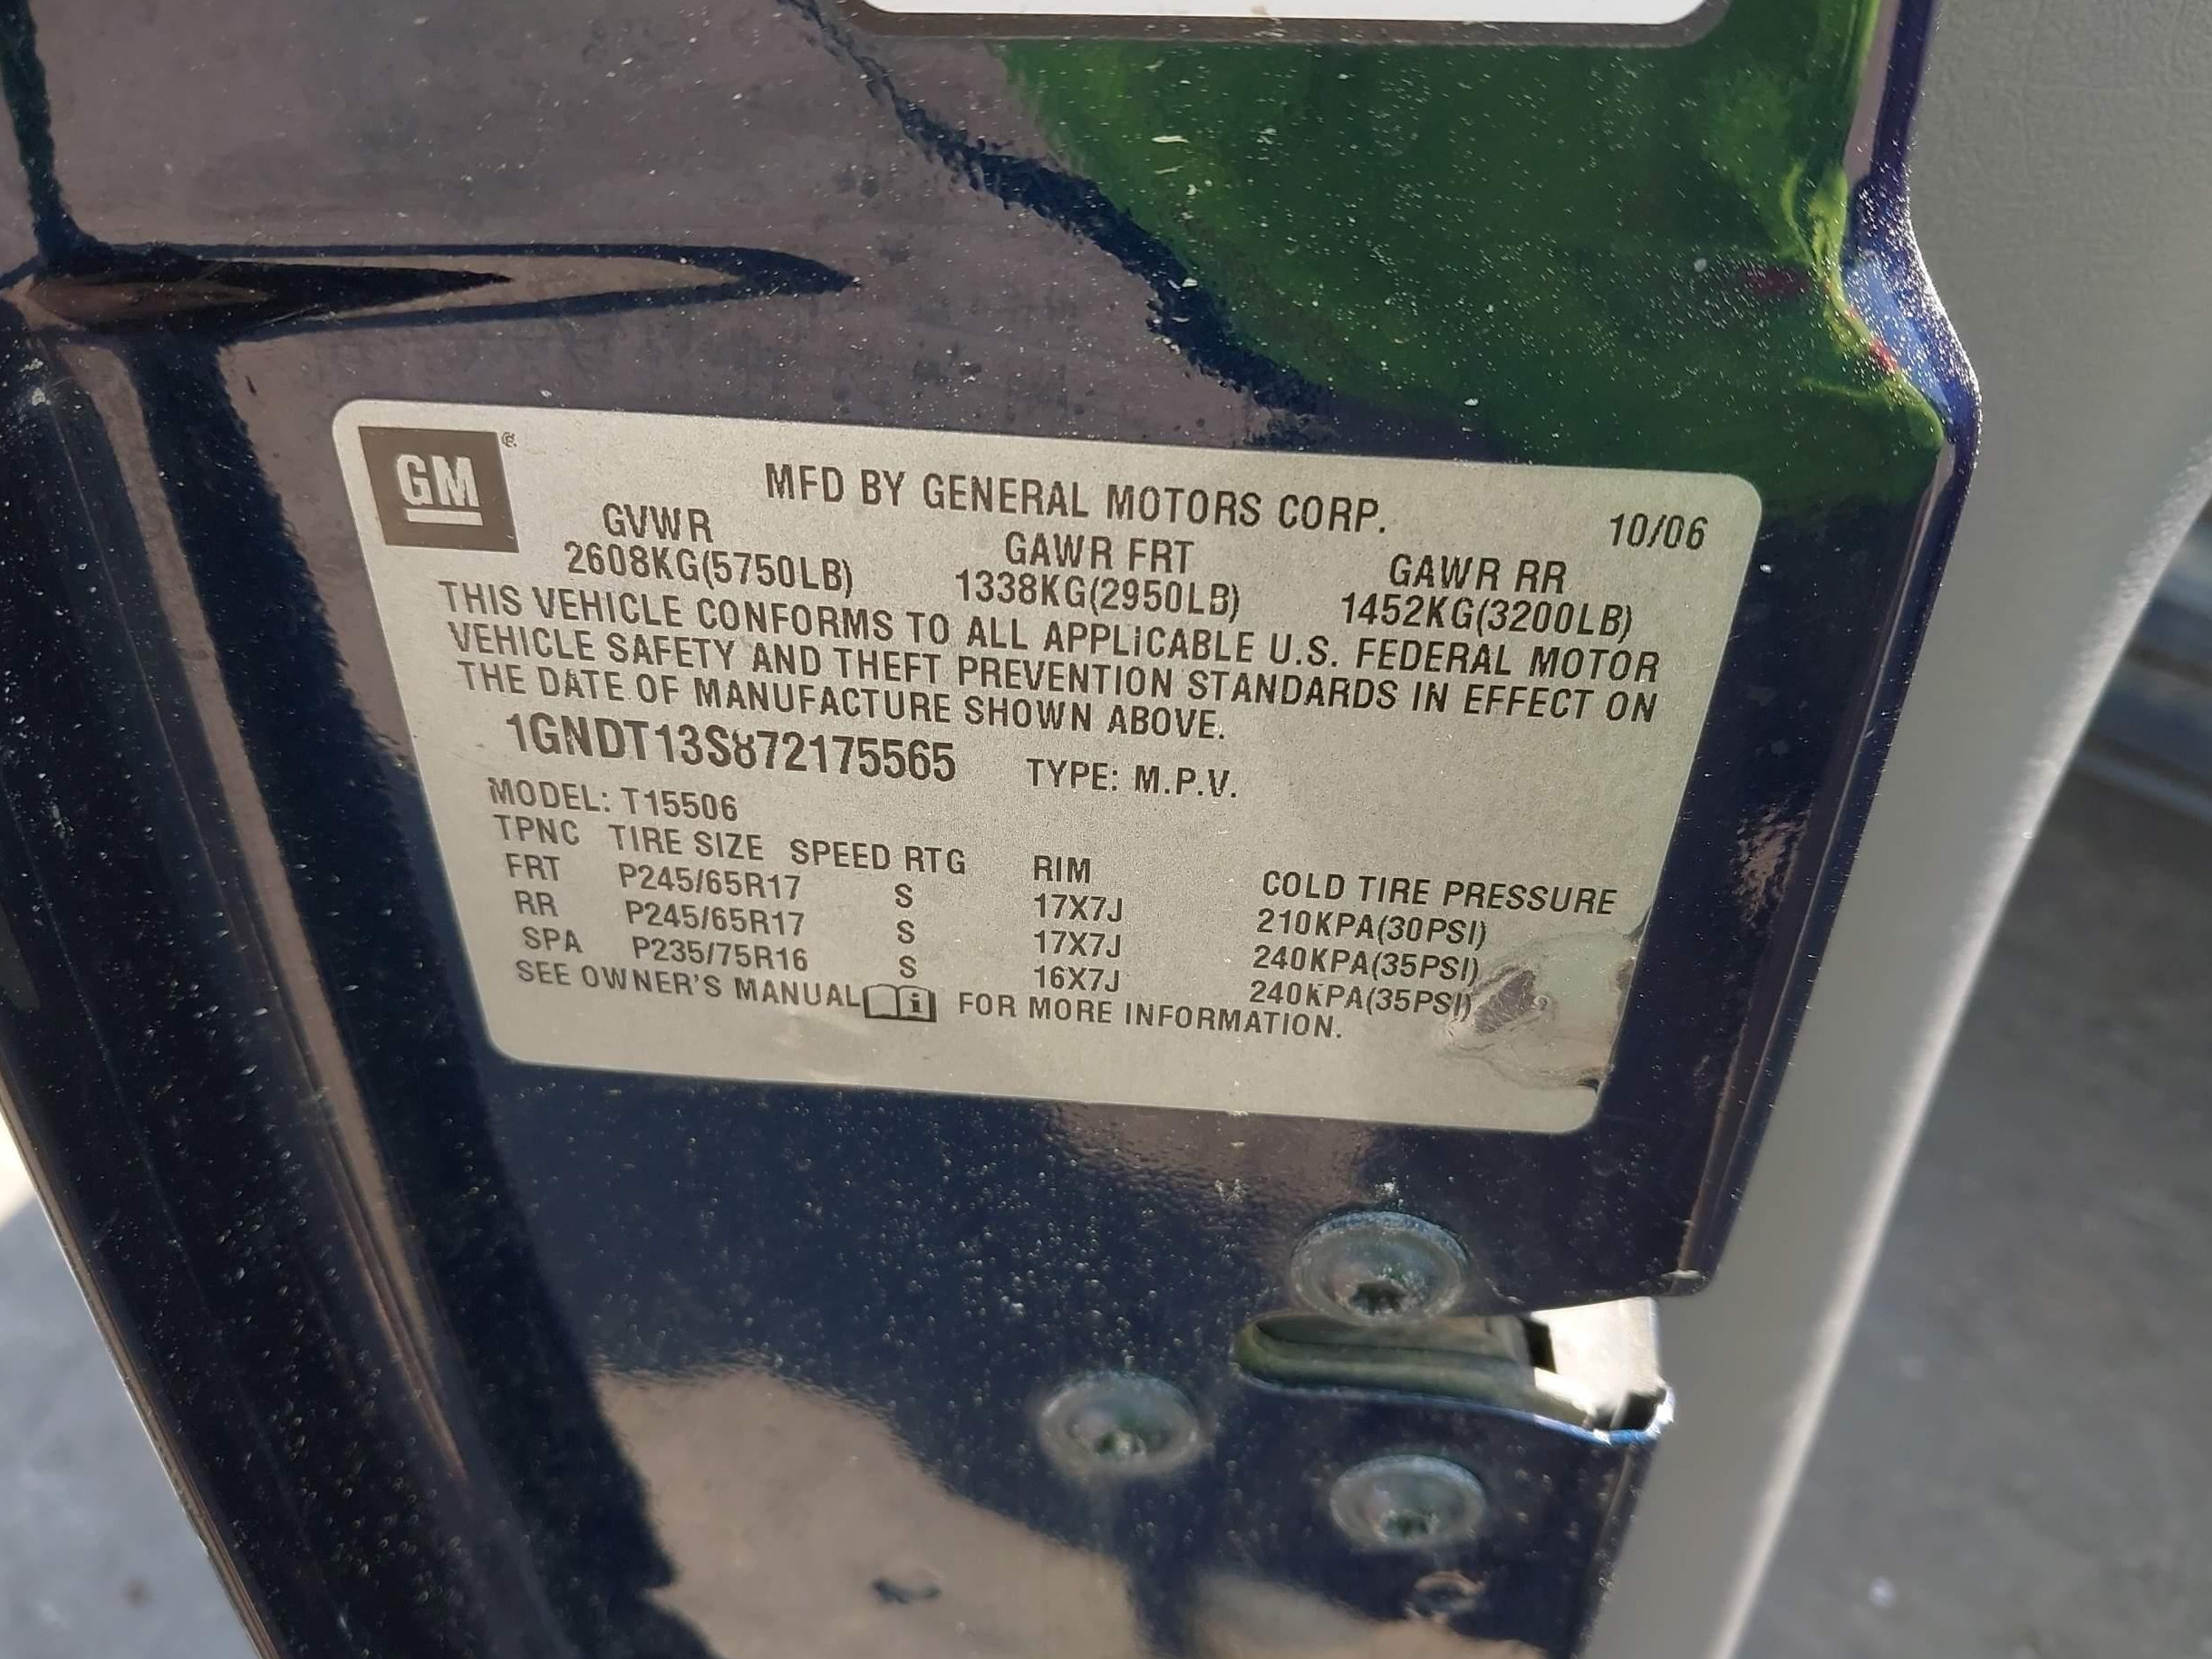 GM ®
MFD BY GENERAL MOTORS CORP. 10/06
GVWR GAWR FRT GAWR RR
2608KG(5750LB) 1338KG(2950LB) 1452KG(3200LB)
THIS VEHICLE CONFORMS TO ALL APPLICABLE U.S. FEDERAL MOTOR
VEHICLE SAFETY AND THEFT PREVENTION STANDARDS IN EFFECT ON
THE DATE OF MANUFACTURE SHOWN ABOVE.
1GNDT13S872175565 TYPE: M.P.V.
MODEL: T15506
TPNC TIRE SIZE SPEED RTG RIM COLD TIRE PRESSURE
FRT P245/65R17 S 17X7J 210KPA(30PSI)
RR P245/65R17 S 17X7J 240KPA(35PSI)
SPA P235/75R16 S 16X7J 240KPA(35PSI)
SEE OWNER'S MANUAL i FOR MORE INFORMATION.